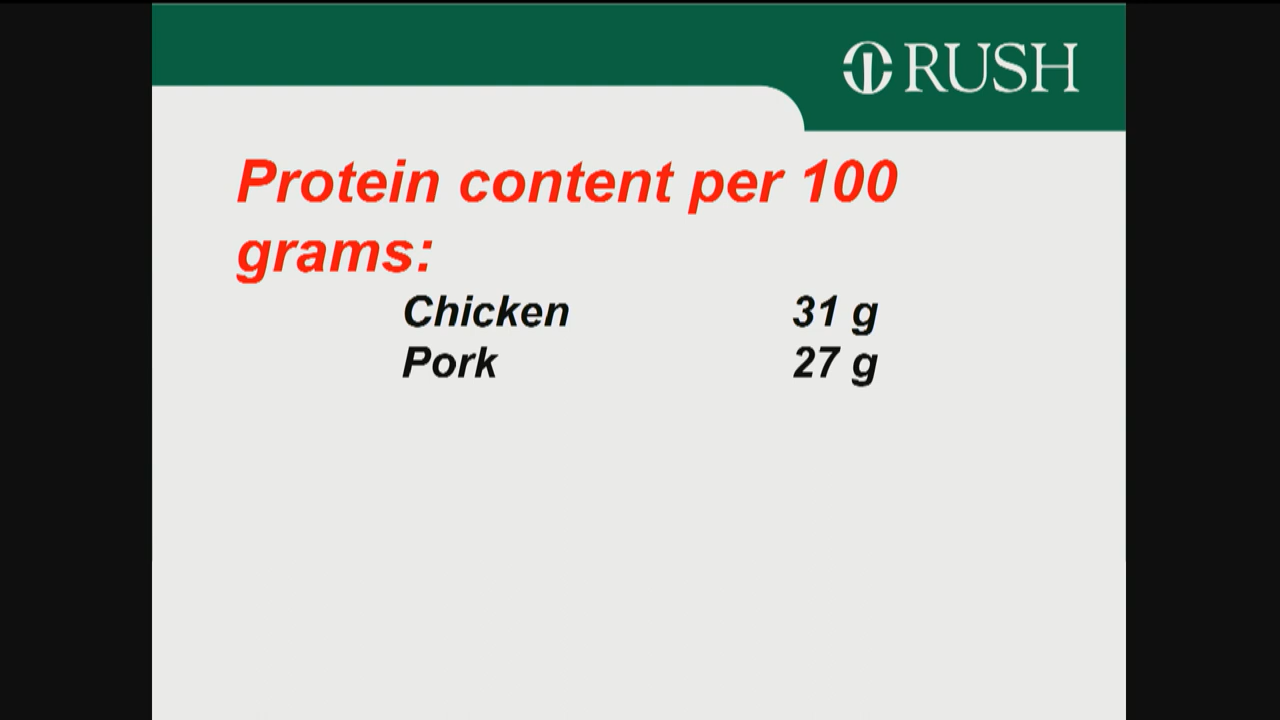 RUSH
Protein content per 100
grams:
Chicken 31 g
Pork 27 g